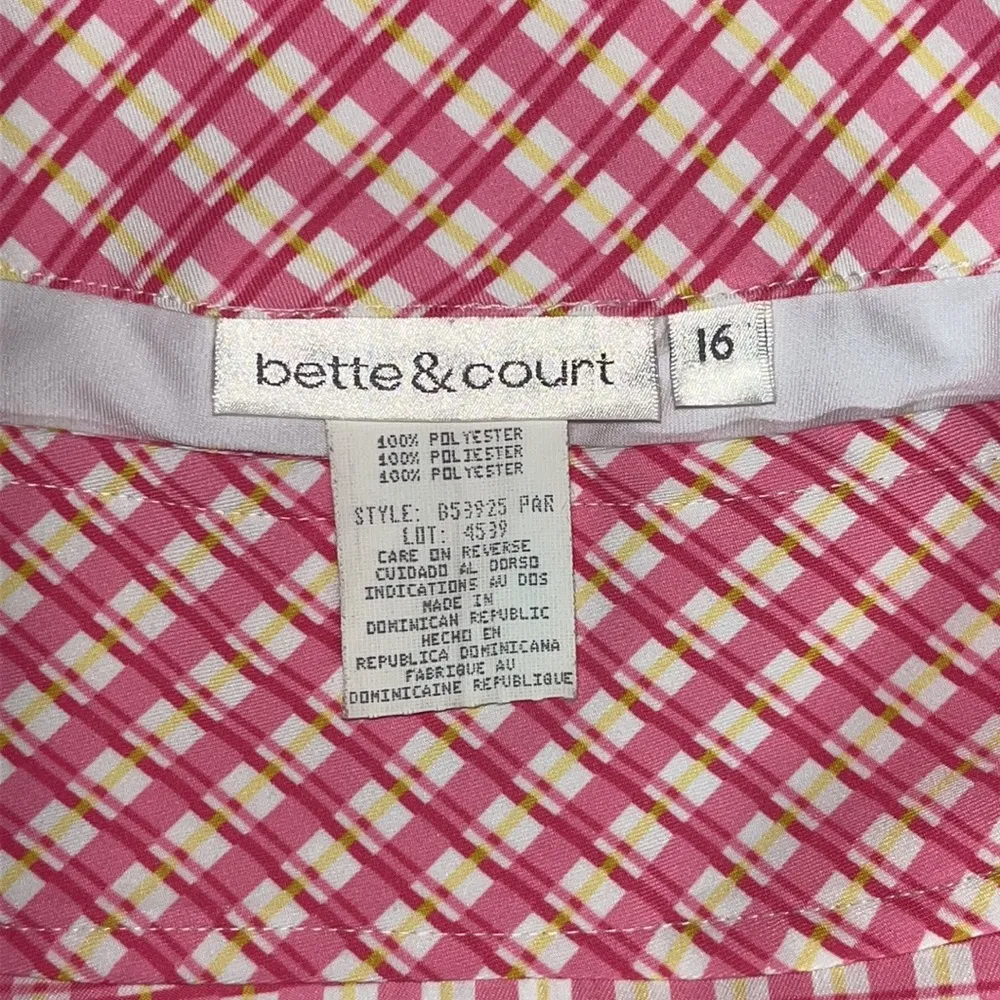 bette&court
16
100% POLYESTER
100% POLIESTER
100% POLYESTER
STYLE: B53925 PAR
LOT: 4539
CARE ON REVERSE
CUIDADO AL DORSO
INDICATIONS AU DOS
MADE IN
DOMINICAN REPUBLIC
HECHO EN
REPUBLICA DOMINICANA
FABRIQUE AU
DOMINICAINE REPUBLIQUE